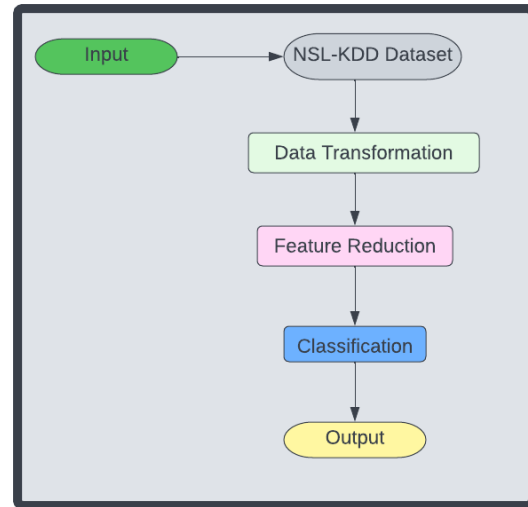 Input
NSL-KDD Dataset
Data Transformation
Feature Reduction
Classification
Output